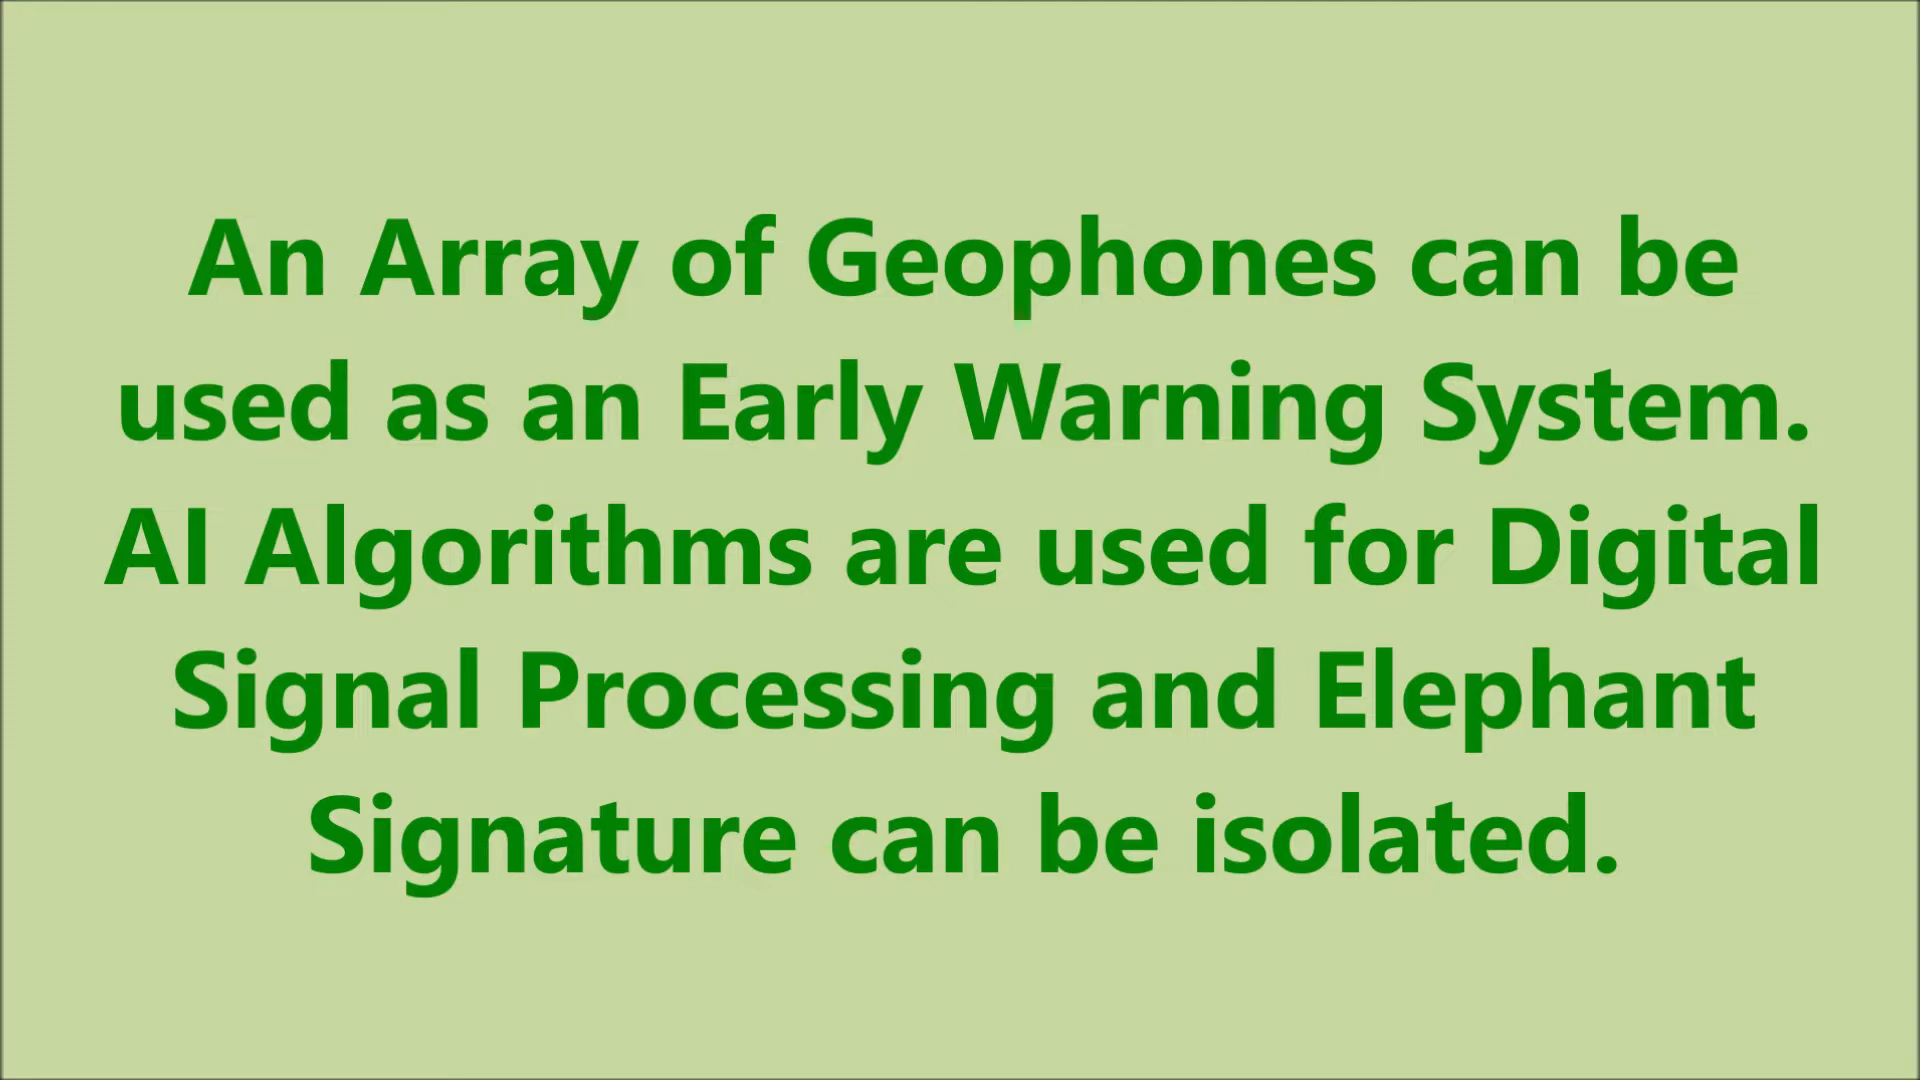 An Array of Geophones can be
used as an Early Warning System.
AI Algorithms are used for Digital
Signal Processing and Elephant
Signature can be isolated.